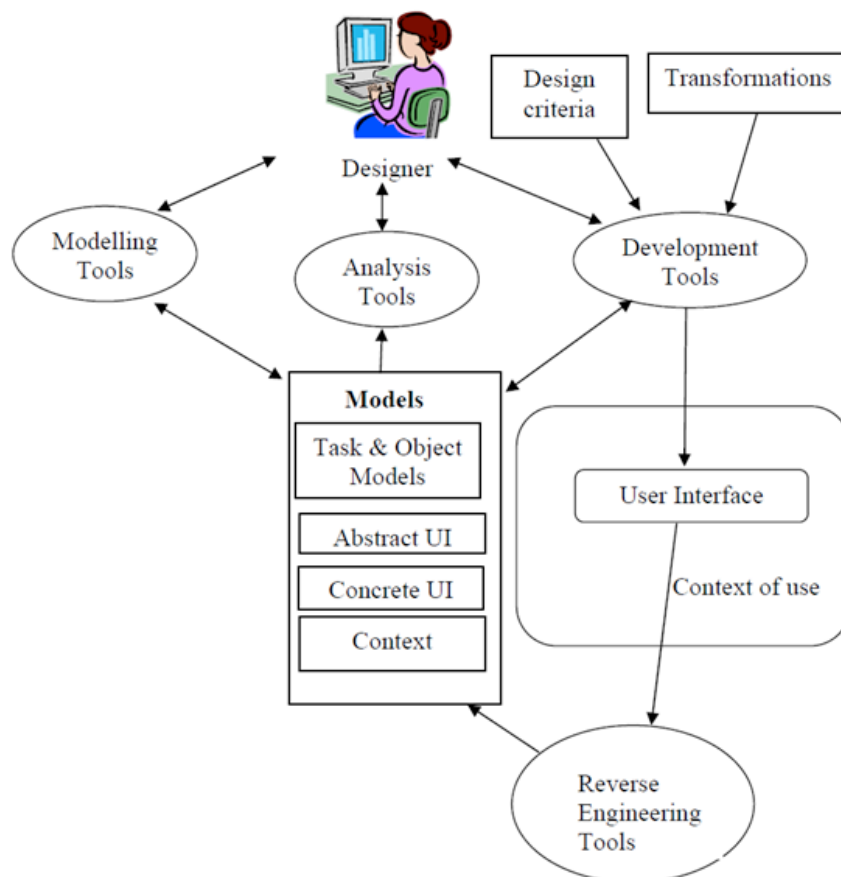 Design
criteria
Transformations
Designer
Modelling
Tools
Analysis
Tools
Development
Tools
Models
Task & Object
Models
Abstract UI
Concrete UI
Context
User Interface
Context of use
Reverse
Engineering
Tools